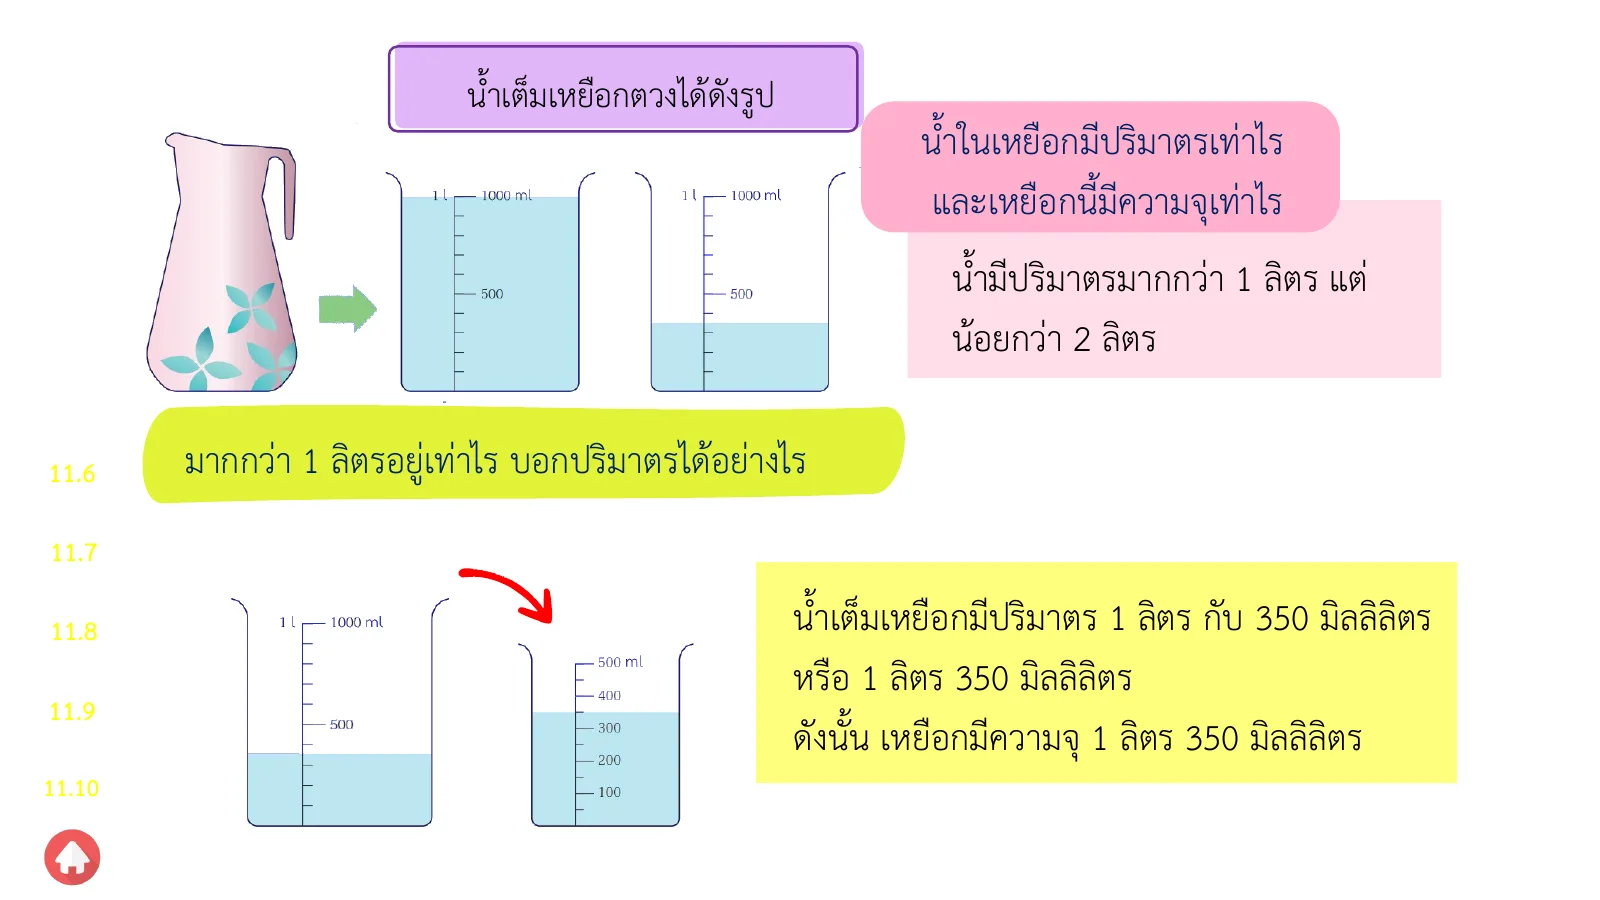 น้ำเต็มเหยือกตวงได้ดังรูป
น้ำในเหยือกมีปริมาตรเท่าไร
และเหยือกนี้มีความจุเท่าไร
1 l 1000 ml
500
1 l 1000 ml
500
น้ำมีปริมาตรมากกว่า 1 ลิตร แต่
น้อยกว่า 2 ลิตร
มากกว่า 1 ลิตรอยู่เท่าไร บอกปริมาตรได้อย่างไร
11.6
11.7
11.8
11.9
11.10
1 l 1000 ml
500
500 ml
400
300
200
100
น้ำเต็มเหยือกมีปริมาตร 1 ลิตร กับ 350 มิลลิลิตร
หรือ 1 ลิตร 350 มิลลิลิตร
ดังนั้น เหยือกมีความจุ 1 ลิตร 350 มิลลิลิตร